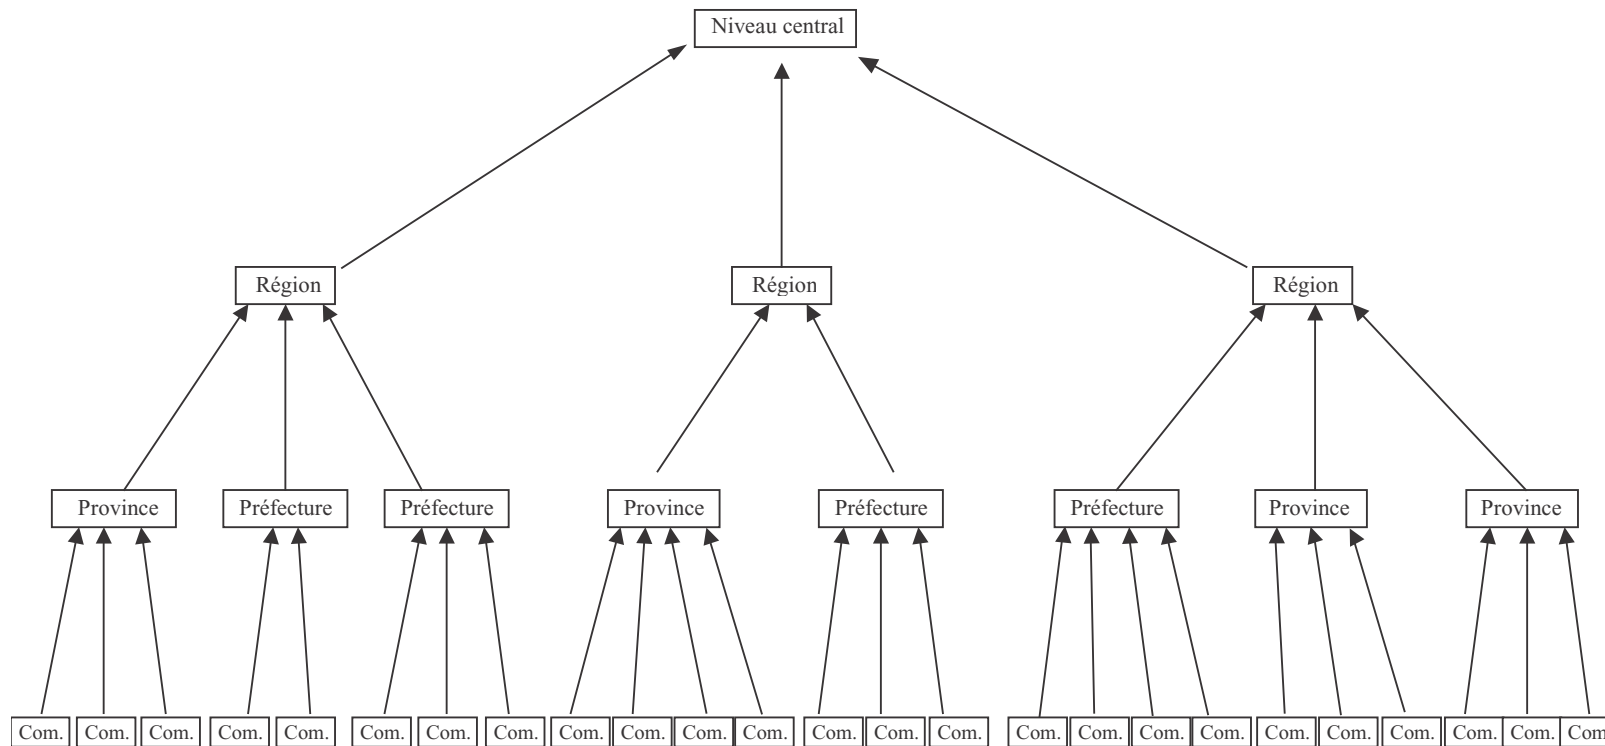 Niveau central
Région Région Région
Province Préfecture Préfecture Province Préfecture Préfecture Province Province
Com. Com. Com. Com. Com. Com. Com. Com. Com. Com. Com. Com. Com. Com. Com. Com. Com. Com. Com. Com. Com. Com. Com. Com. Com